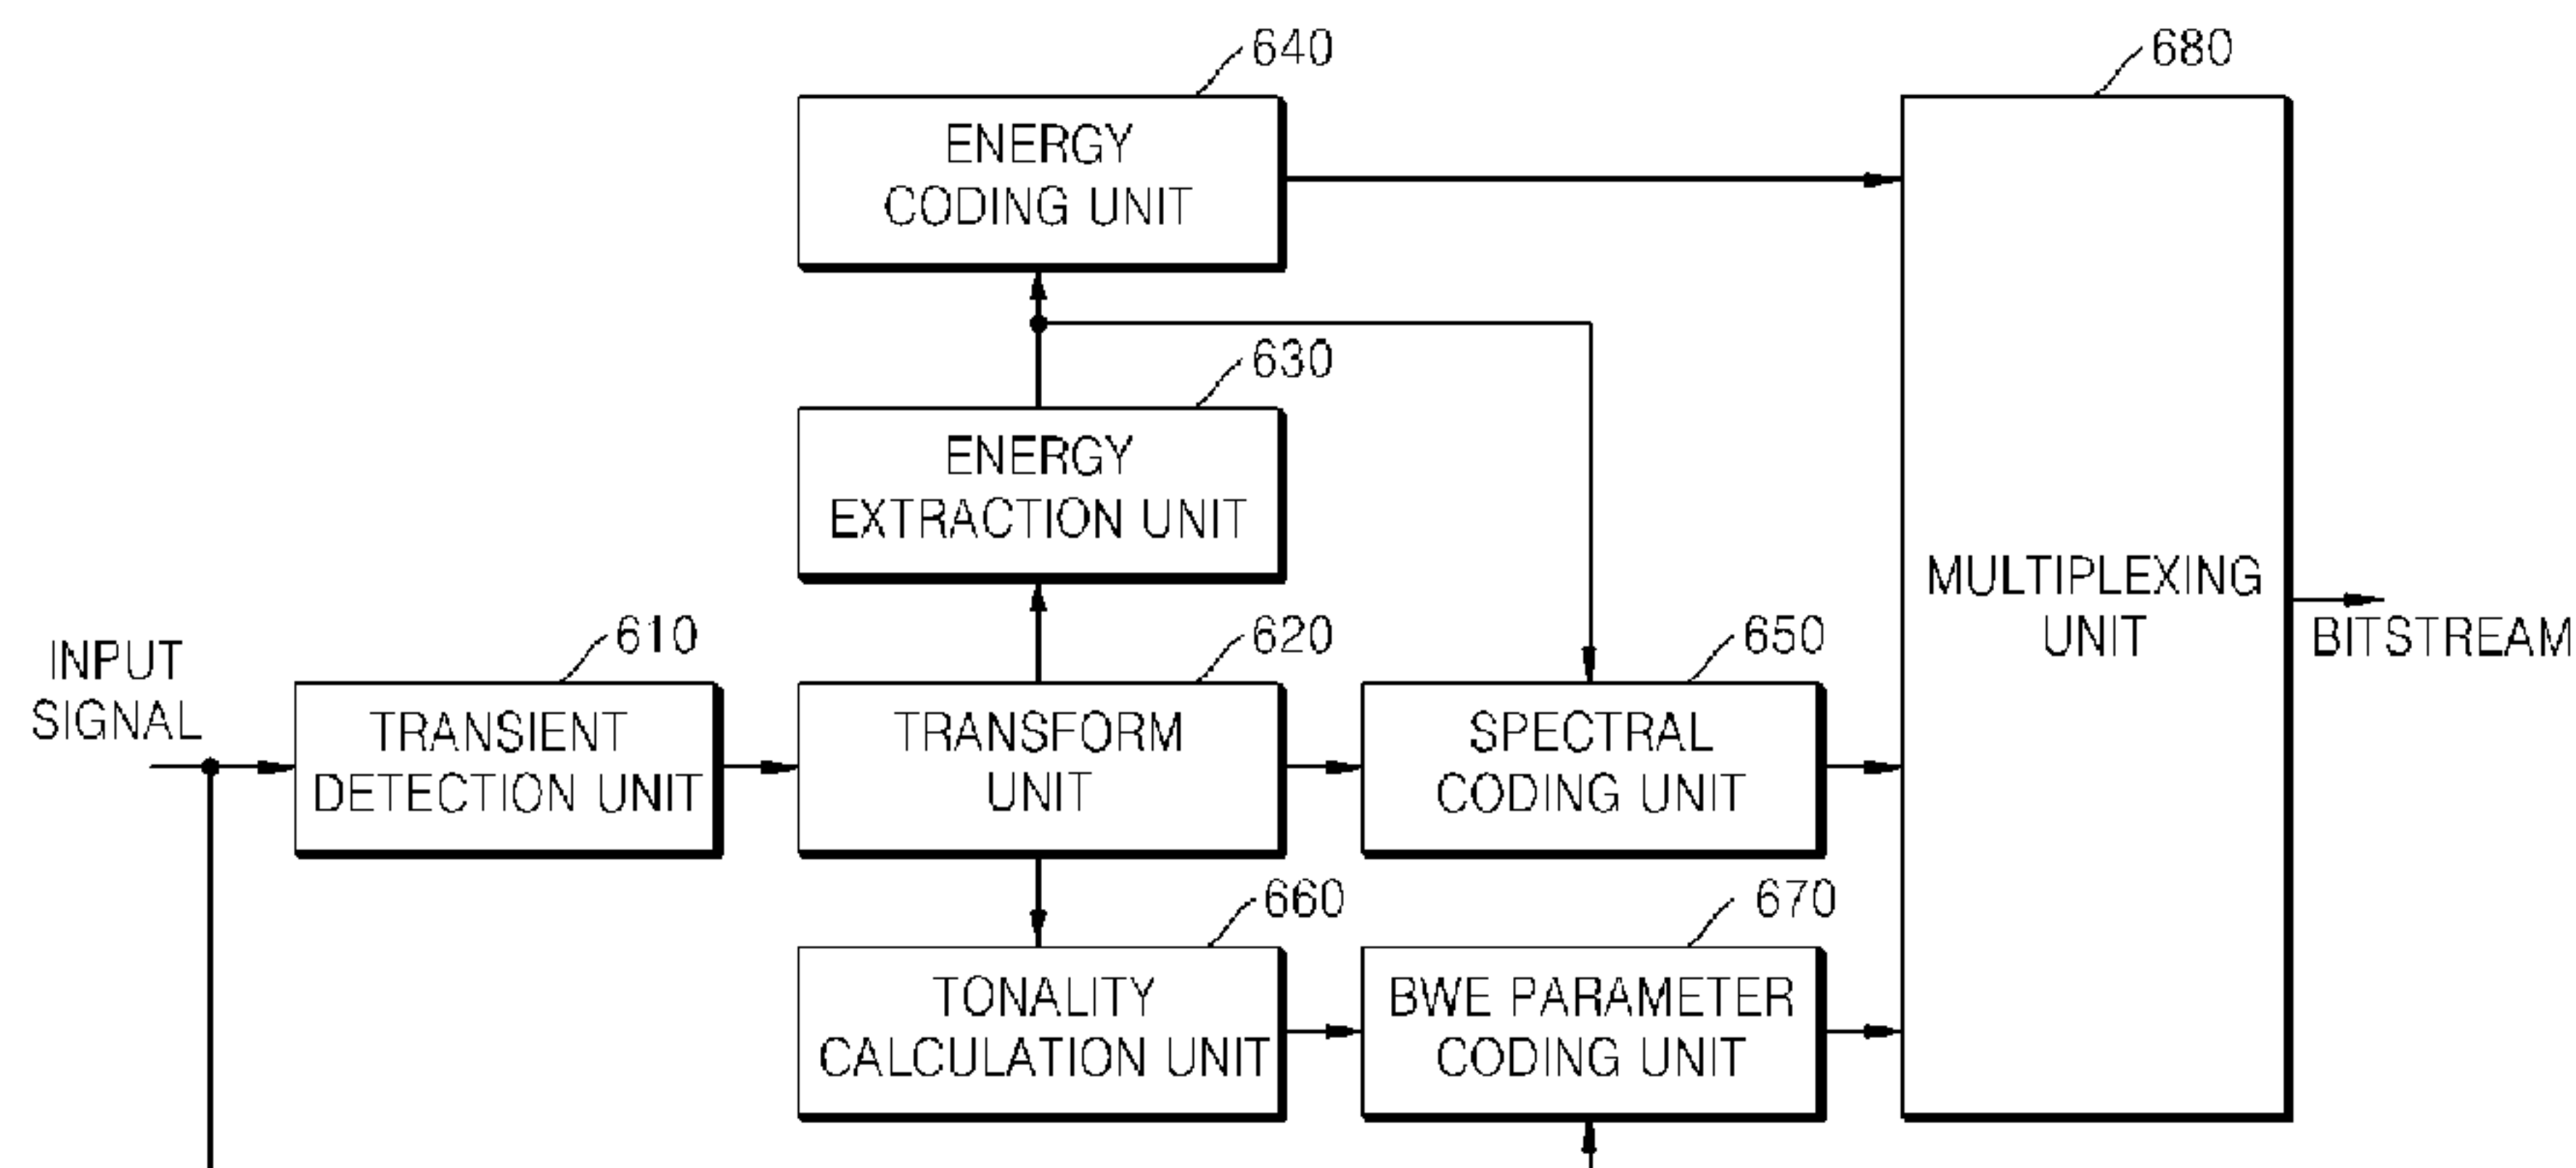 640
680
ENERGY
CODING UNIT
630
ENERGY
EXTRACTION UNIT
MULTIPLEXING
UNIT
BITSTREAM
INPUT
SIGNAL
610
620
650
TRANSIENT
DETECTION UNIT
TRANSFORM
UNIT
SPECTRAL
CODING UNIT
660
670
TONALITY
CALCULATION UNIT
BWE PARAMETER
CODING UNIT